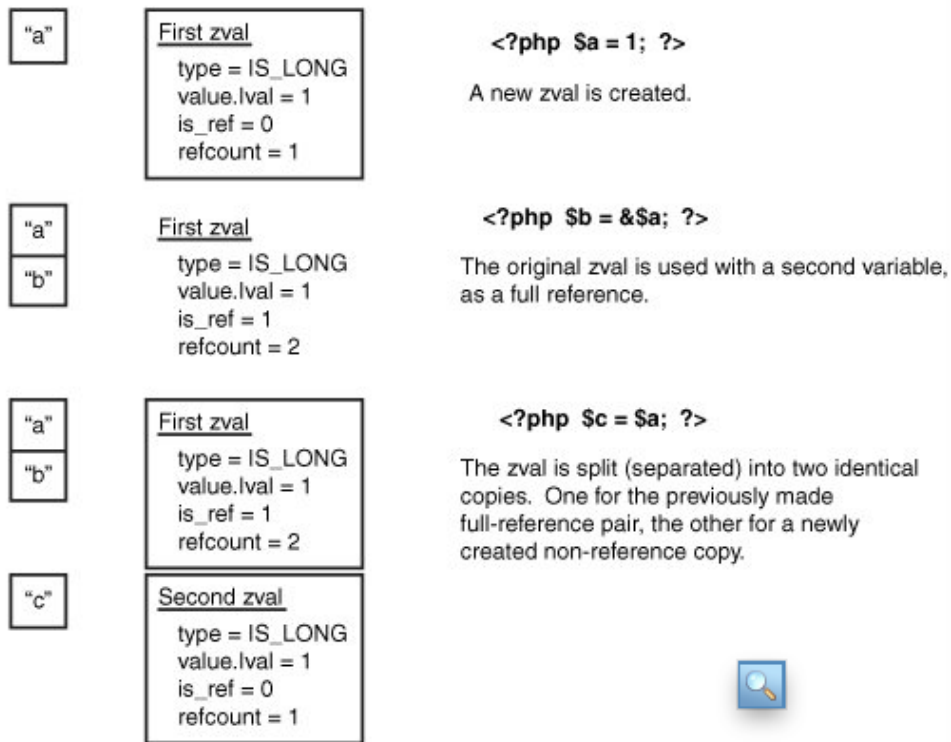 “a”
First zval
type = IS_LONG
value.lval = 1
is_ref = 0
refcount = 1
<?php $a = 1; ?>
A new zval is created.
“a”
“b”
First zval
type = IS_LONG
value.lval = 1
is_ref = 1
refcount = 2
<?php $b = &$a; ?>
The original zval is used with a second variable,
as a full reference.
“a”
“b”
First zval
type = IS_LONG
value.lval = 1
is_ref = 1
refcount = 2
<?php $c = $a; ?>
The zval is split (separated) into two identical
copies. One for the previously made
full-reference pair, the other for a newly
created non-reference copy.
“c”
Second zval
type = IS_LONG
value.lval = 1
is_ref = 0
refcount = 1